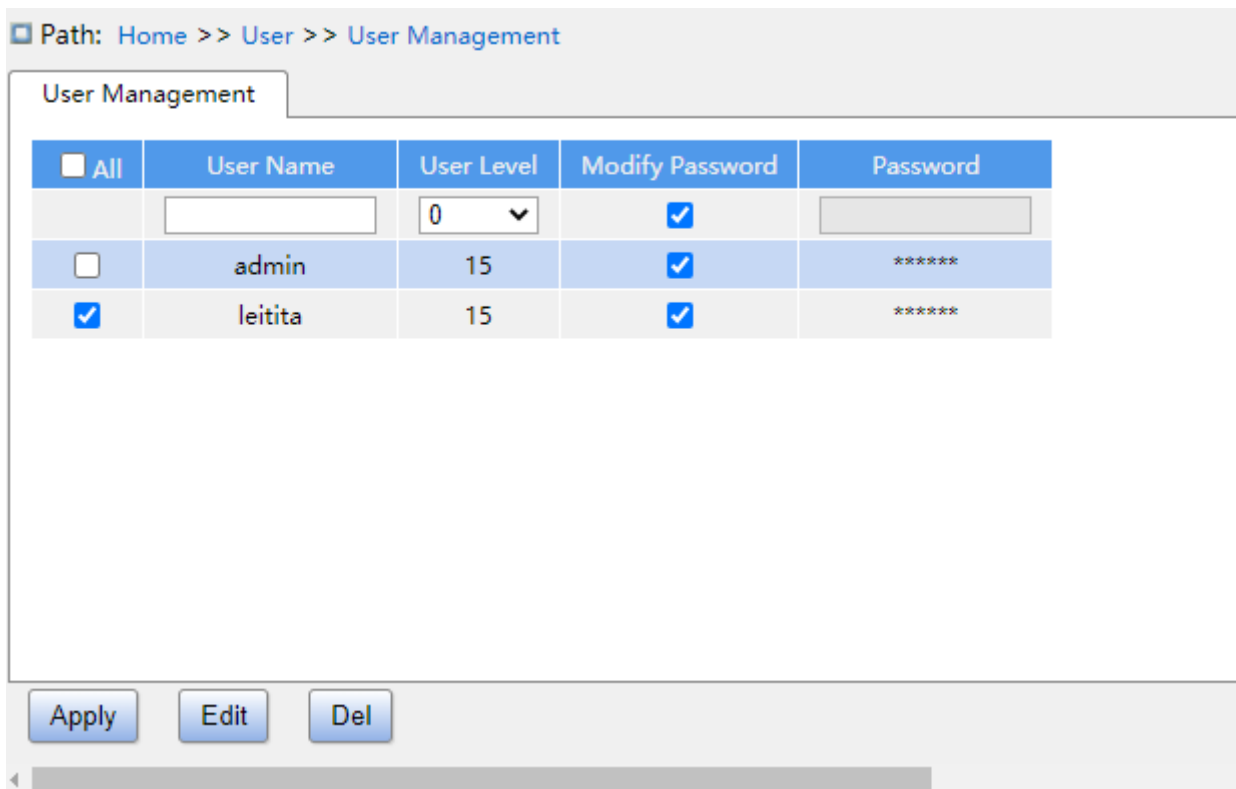 Path: Home >> User >> User Management
User Management
All User Name User Level Modify Password Password
0
admin 15 ******
leitita 15 ******
Apply Edit Del